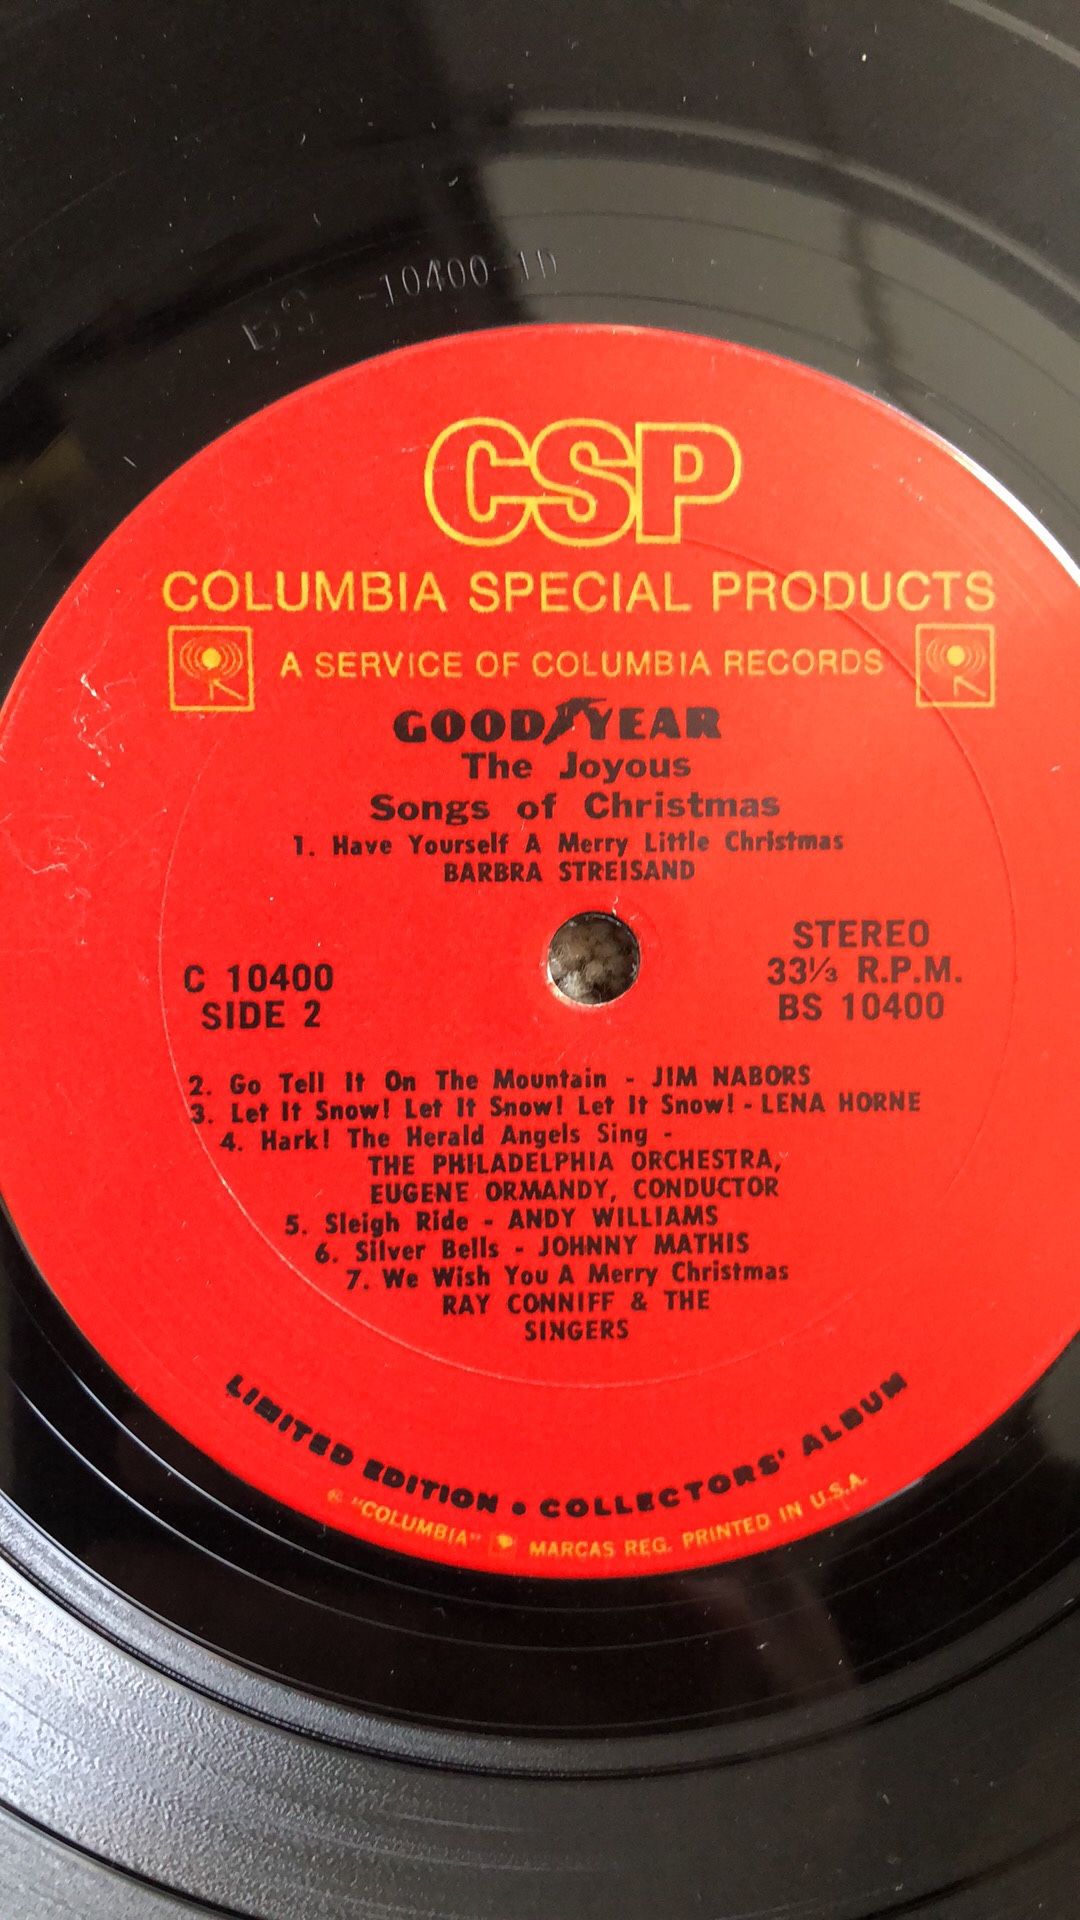 BS -10400-1D
CSP
COLUMBIA SPECIAL PRODUCTS
A SERVICE OF COLUMBIA RECORDS
GOODYEAR
The Joyous
Songs of Christmas
1. Have Yourself A Merry Little Christmas
BARBRA STREISAND
C 10400
SIDE 2
STEREO
33⅓ R.P.M.
BS 10400
2. Go Tell It On The Mountain - JIM NABORS
3. Let It Snow! Let It Snow! Let It Snow! - LENA HORNE
4. Hark! The Herald Angels Sing -
THE PHILADELPHIA ORCHESTRA,
EUGENE ORMANDY, CONDUCTOR
5. Sleigh Ride - ANDY WILLIAMS
6. Silver Bells - JOHNNY MATHIS
7. We Wish You A Merry Christmas
RAY CONNIFF & THE
SINGERS
LIMITED EDITION • COLLECTORS' ALBUM
® "COLUMBIA" MARCAS REG. PRINTED IN U.S.A.